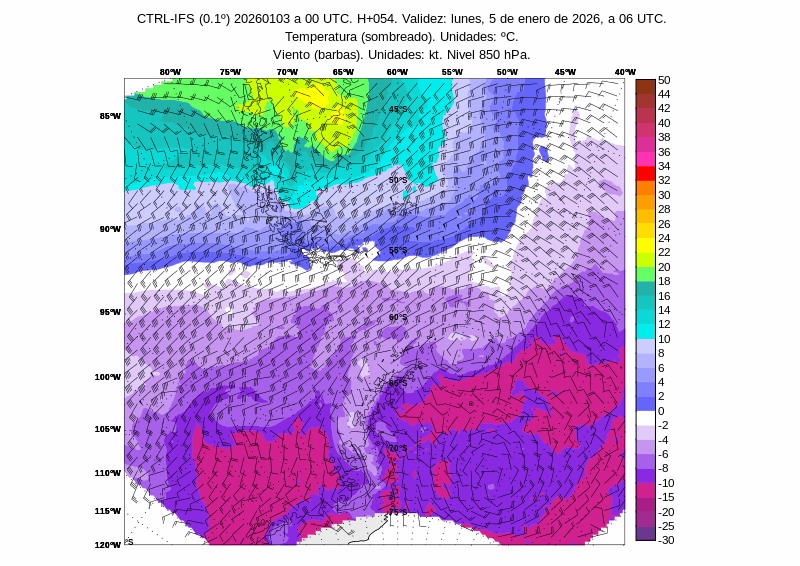 CTRL-IFS (0.1º) 20260103 a 00 UTC. H+054. Validez: lunes, 5 de enero de 2026, a 06 UTC.
Temperatura (sombreado). Unidades: ºC.
Viento (barbas). Unidades: kt. Nivel 850 hPa.
80°W 75°W 70°W 65°W 60°W 55°W 50°W 45°W 40°W
85°W
90°W
95°W
100°W
105°W
110°W
115°W
120°W
45°S
50°S
55°S
60°S
65°S
70°S
75°S
°S
50
44
42
40
38
36
34
32
30
28
26
24
22
20
18
16
14
12
10
8
6
4
2
0
-2
-4
-6
-8
-10
-15
-20
-25
-30